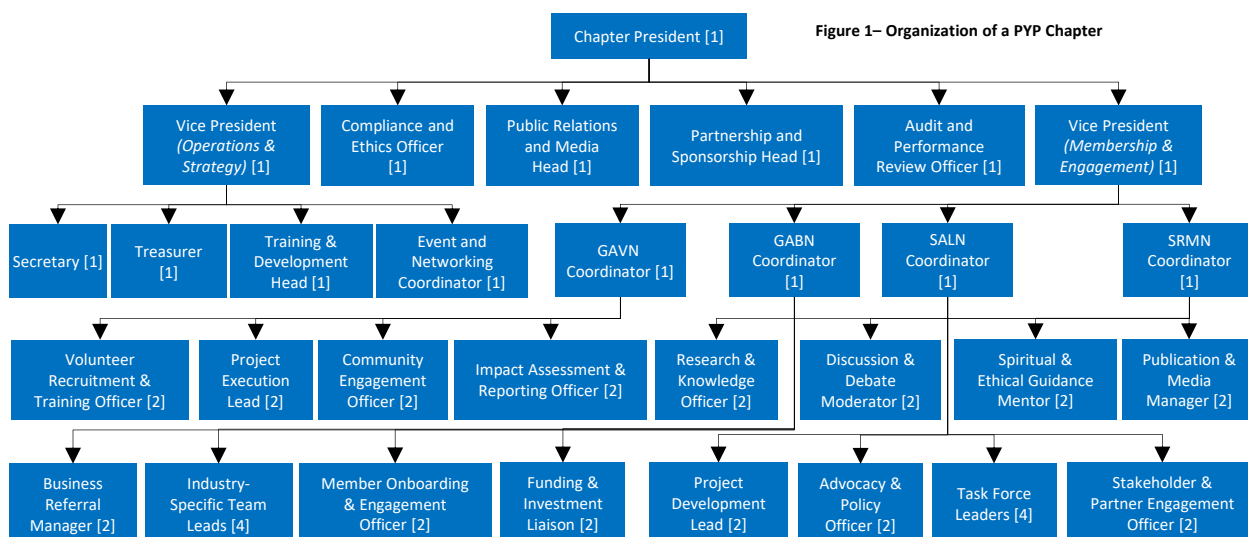 Figure 1– Organization of a PYP Chapter
Chapter President [1]
Vice President
(Operations &
Strategy) [1]
Compliance and
Ethics Officer
[1]
Public Relations
and Media
Head [1]
Partnership and
Sponsorship Head [1]
Audit and
Performance
Review Officer [1]
Vice President
(Membership &
Engagement) [1]
Secretary [1]
Treasurer
[1]
Training &
Development
Head [1]
Event and
Networking
Coordinator [1]
GAVN
Coordinator [1]
GABN
Coordinator
[1]
SALN
Coordinator
[1]
SRMN
Coordinator
[1]
Volunteer
Recruitment &
Training Officer [2]
Project
Execution
Lead [2]
Community
Engagement
Officer [2]
Impact Assessment &
Reporting Officer [2]
Research &
Knowledge
Officer [2]
Discussion &
Debate
Moderator [2]
Spiritual &
Ethical Guidance
Mentor [2]
Publication &
Media
Manager [2]
Business
Referral
Manager [2]
Industry-
Specific Team
Leads [4]
Member Onboarding
& Engagement
Officer [2]
Funding &
Investment
Liaison [2]
Project
Development
Lead [2]
Advocacy &
Policy
Officer [2]
Task Force
Leaders [4]
Stakeholder &
Partner Engagement
Officer [2]